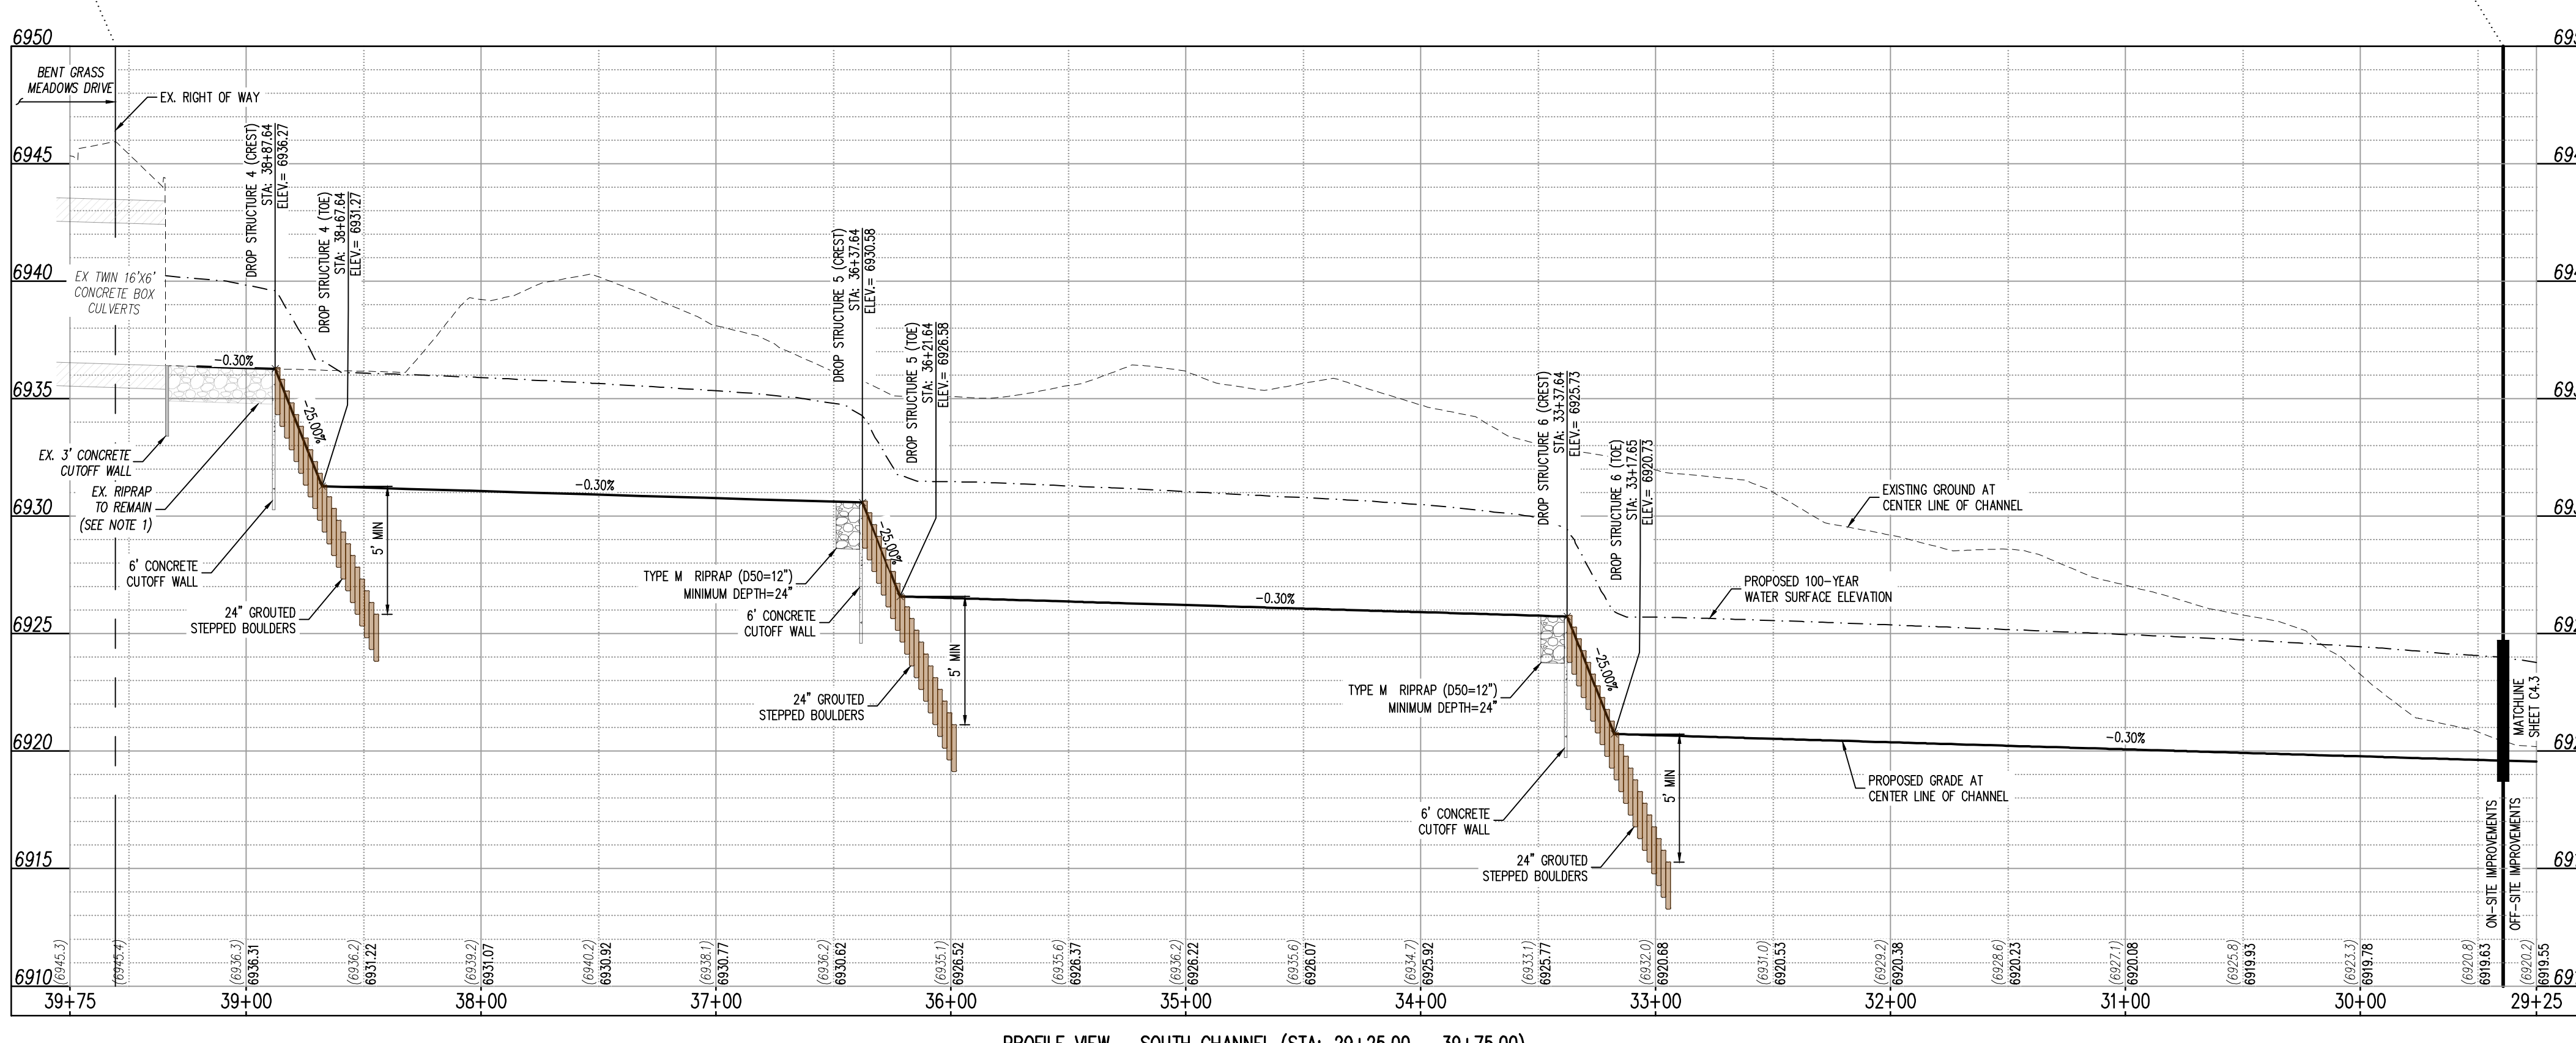 6950
6945
6940
6935
6930
6925
6920
6915
6910
BENT GRASS
MEADOWS DRIVE
EX. RIGHT OF WAY
EX TWIN 16'X6'
CONCRETE BOX
CULVERTS
EX. 3' CONCRETE
CUTOFF WALL
EX. RIPRAP
TO REMAIN
(SEE NOTE 1)
6' CONCRETE
CUTOFF WALL
24" GROUTED
STEPPED BOULDERS
-0.30%
DROP STRUCTURE 4 (CREST)
STA: 38+87.64
ELEV.= 6936.27
-25.00%
DROP STRUCTURE 4 (TOE)
STA: 38+67.64
ELEV.= 6931.27
5' MIN
-0.30%
DROP STRUCTURE 5 (CREST)
STA: 36+37.64
ELEV.= 6930.58
-25.00%
DROP STRUCTURE 5 (TOE)
STA: 36+21.64
ELEV.= 6926.58
TYPE M RIPRAP (D50=12")
MINIMUM DEPTH=24"
6' CONCRETE
CUTOFF WALL
24" GROUTED
STEPPED BOULDERS
5' MIN
-0.30%
DROP STRUCTURE 6 (CREST)
STA: 33+37.64
ELEV.= 6925.73
-25.00%
DROP STRUCTURE 6 (TOE)
STA: 33+17.65
ELEV.= 6920.73
TYPE M RIPRAP (D50=12")
MINIMUM DEPTH=24"
6' CONCRETE
CUTOFF WALL
24" GROUTED
STEPPED BOULDERS
5' MIN
EXISTING GROUND AT
CENTER LINE OF CHANNEL
PROPOSED 100-YEAR
WATER SURFACE ELEVATION
-0.30%
PROPOSED GRADE AT
CENTER LINE OF CHANNEL
MATCHLINE
SHEET C4.3
ON-SITE IMPROVEMENTS
OFF-SITE IMPROVEMENTS
(6945.3)
(6945.4)
(6936.3)
6936.31
(6936.2)
6931.22
(6939.2)
6931.07
(6940.2)
6930.92
(6938.1)
6930.77
(6936.2)
6930.62
(6935.1)
6926.52
(6935.6)
6926.37
(6936.2)
6926.22
(6935.6)
6926.07
(6934.7)
6925.92
(6933.1)
6925.77
(6932.0)
6920.68
(6931.0)
6920.53
(6929.2)
6920.38
(6928.6)
6920.23
(6927.1)
6920.08
(6925.8)
6919.93
(6923.3)
6919.78
(6920.8)
6919.63
(6920.2)
6919.55
39+75 39+00 38+00 37+00 36+00 35+00 34+00 33+00 32+00 31+00 30+00 29+25
PROFILE VIEW SOUTH CHANNEL (STA: 29+25.00 39+75.00)